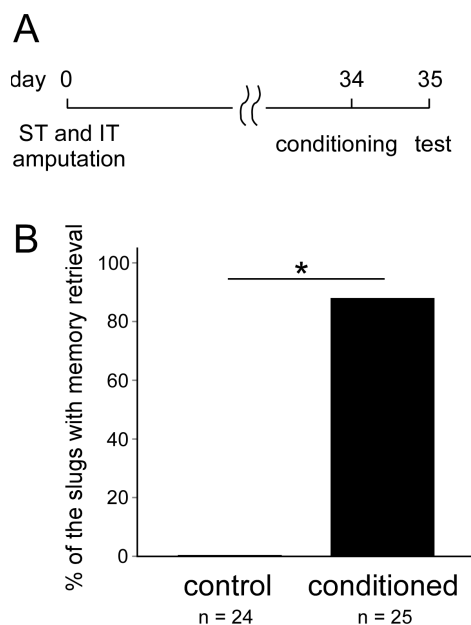 A
day 0 34 35
ST and IT
amputation
conditioning test
B
% of the slugs with memory retrieval
100
80
60
40
20
0
*
control conditioned
n = 24 n = 25